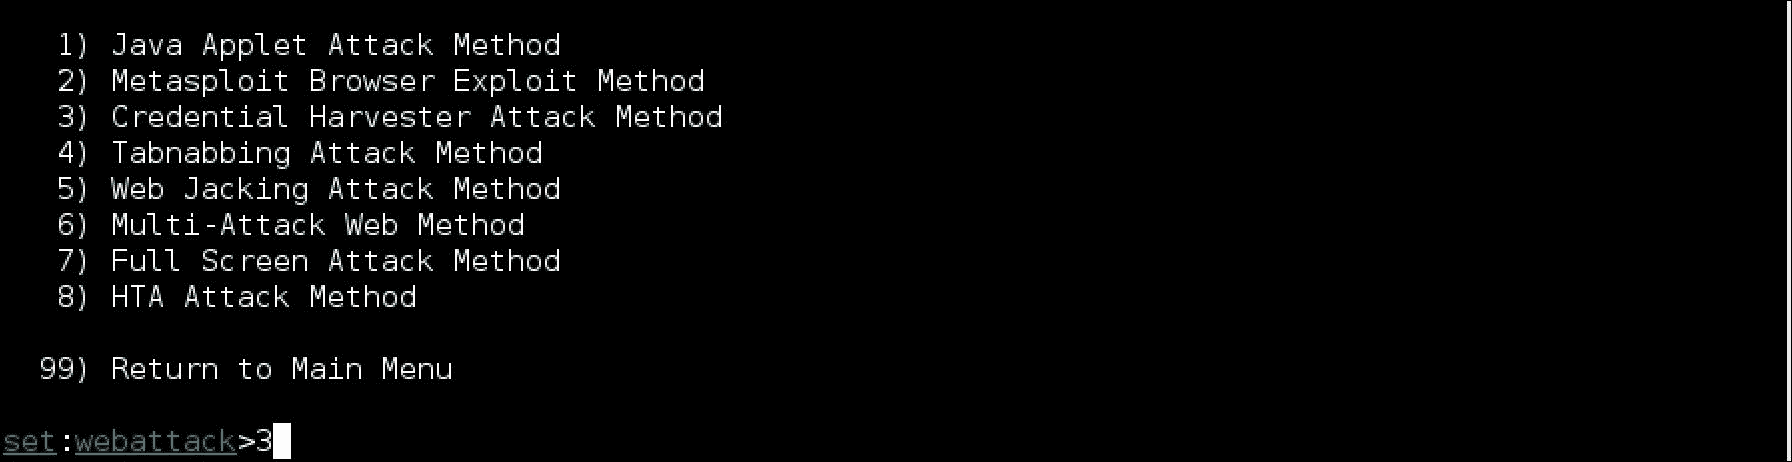 1) Java Applet Attack Method
2) Metasploit Browser Exploit Method
3) Credential Harvester Attack Method
4) Tabnabbing Attack Method
5) Web Jacking Attack Method
6) Multi-Attack Web Method
7) Full Screen Attack Method
8) HTA Attack Method
99) Return to Main Menu
set:webattack>3